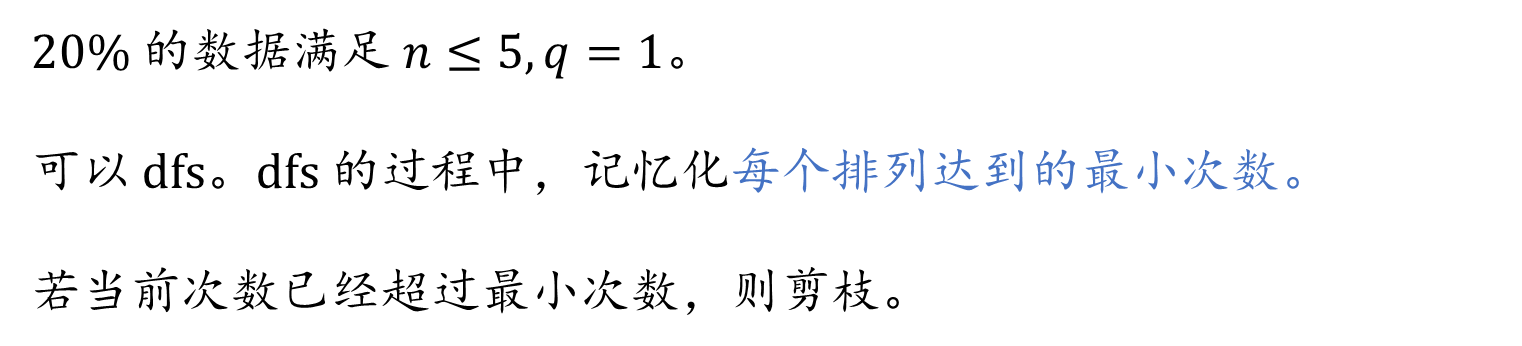 20% 的数据满足 n ≤ 5, q = 1。
可以 dfs。dfs 的过程中，记忆化每个排列达到的最小次数。
若当前次数已经超过最小次数，则剪枝。